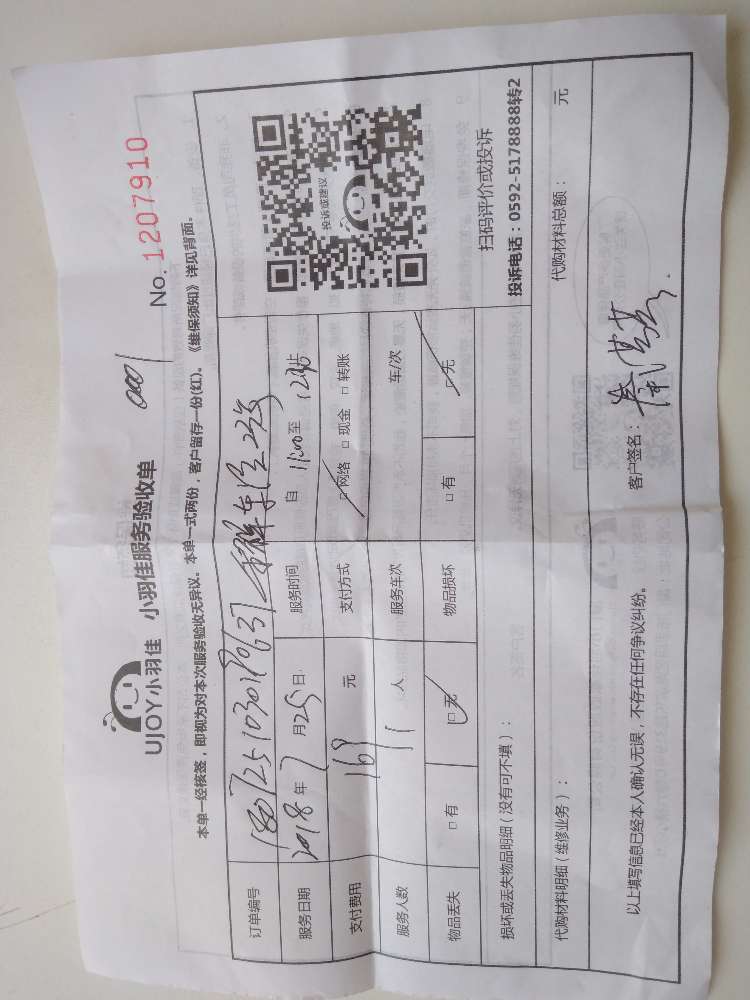 UJOY小羽佳 小羽佳服务验收单
No.1207910
本单一经核签，即视为对本次服务验收无异议。本单一式两份，客户留存一份(红)。《维保须知》详见背面。
订单编号
服务日期 2018年7月25日 服务时间 自 11:00至 止
支付费用 169 元 支付方式 □网络 □现金 □转账
服务人数 1 人 服务车次 车/次
物品丢失 □有 □无 物品损坏 □有 □无
投诉或建议
扫码评价或投诉
投诉电话：0592-5178888转2
损坏或丢失物品明细（没有可不填）：
代购材料明细（维修业务）： 代购材料总额： 元
以上填写信息已经本人确认无误，不存在任何争议纠纷。 客户签名：